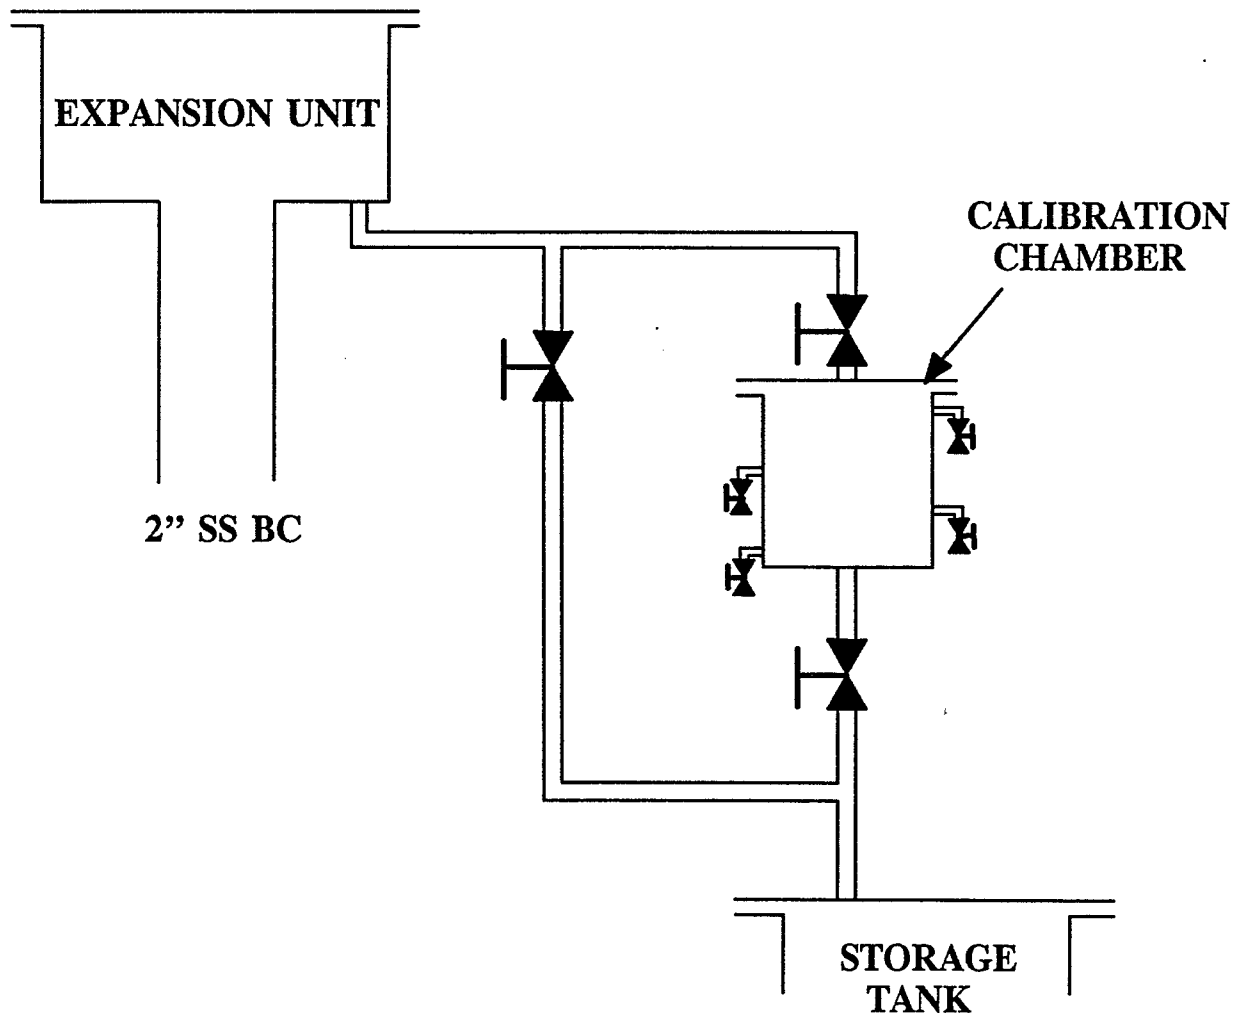 EXPANSION UNIT
CALIBRATION
CHAMBER
2” SS BC
STORAGE
TANK